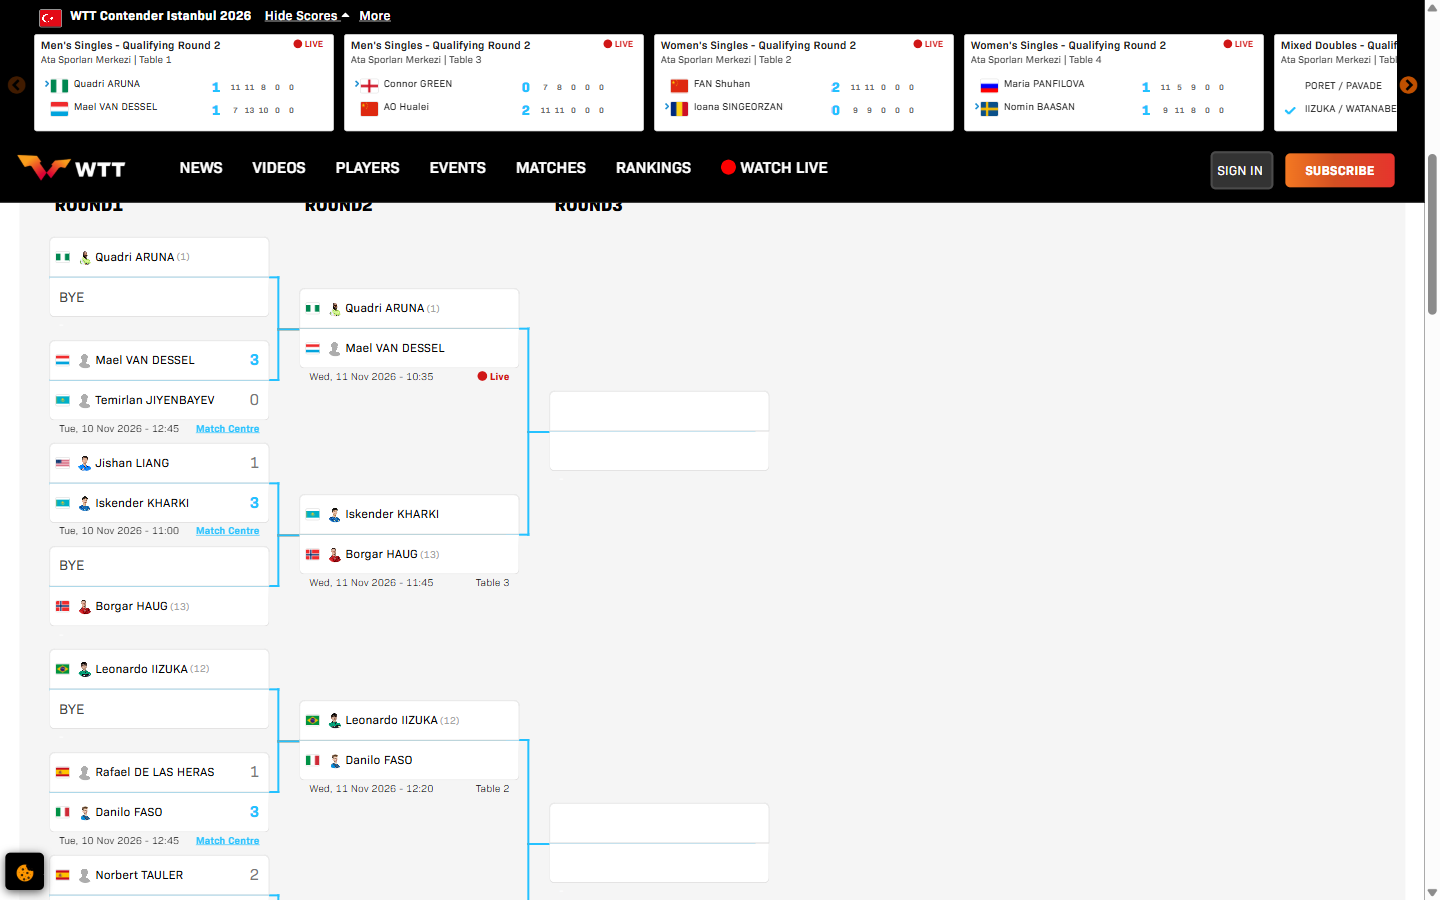 WTT Contender Istanbul 2026 Hide Scores More
Men's Singles - Qualifying Round 2 LIVE
Ata Sporları Merkezi | Table 1
Quadri ARUNA 1 11 11 8 0 0
Mael VAN DESSEL 1 7 13 10 0 0
Men's Singles - Qualifying Round 2 LIVE
Ata Sporları Merkezi | Table 3
Connor GREEN 0 7 8 0 0 0
AO Hualei 2 11 11 0 0 0
Women's Singles - Qualifying Round 2 LIVE
Ata Sporları Merkezi | Table 2
FAN Shuhan 2 11 11 0 0 0
Ioana SINGEORZAN 0 9 9 0 0 0
Women's Singles - Qualifying Round 2 LIVE
Ata Sporları Merkezi | Table 4
Maria PANFILOVA 1 11 5 9 0 0
Nomin BAASAN 1 9 11 8 0 0
Mixed Doubles - Qualif
Ata Sporları Merkezi | Tabl
PORET / PAVADE
IIZUKA / WATANABE
WTT NEWS VIDEOS PLAYERS EVENTS MATCHES RANKINGS WATCH LIVE SIGN IN SUBSCRIBE
ROUND1 ROUND2 ROUND3
Quadri ARUNA (1)
BYE
Mael VAN DESSEL 3
Temirlan JIYENBAYEV 0
Tue, 10 Nov 2026 - 12:45 Match Centre
Jishan LIANG 1
Iskender KHARKI 3
Tue, 10 Nov 2026 - 11:00 Match Centre
BYE
Borgar HAUG (13)
Leonardo IIZUKA (12)
BYE
Rafael DE LAS HERAS 1
Danilo FASO 3
Tue, 10 Nov 2026 - 12:45 Match Centre
Norbert TAULER 2
Quadri ARUNA (1)
Mael VAN DESSEL
Wed, 11 Nov 2026 - 10:35 Live
Iskender KHARKI
Borgar HAUG (13)
Wed, 11 Nov 2026 - 11:45 Table 3
Leonardo IIZUKA (12)
Danilo FASO
Wed, 11 Nov 2026 - 12:20 Table 2